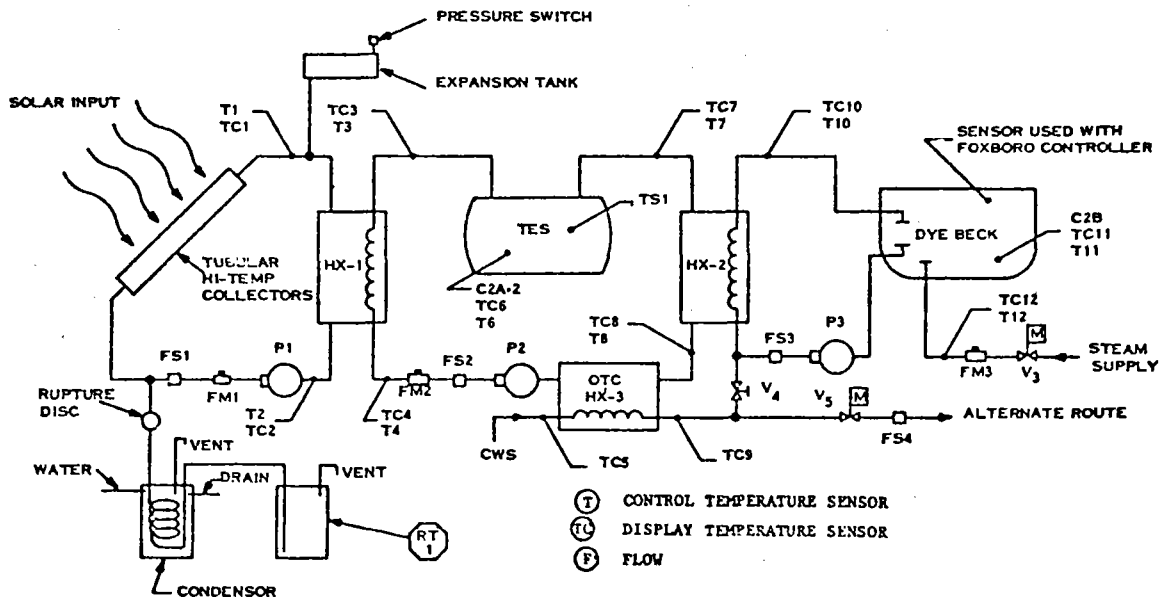 PRESSURE SWITCH
EXPANSION TANK
SOLAR INPUT
T1
TC1
TC3
T3
TC7
T7
TC10
T10
SENSOR USED WITH
FOXBORO CONTROLLER
TES
TS1
DYE BECK
C2B
TC11
T11
HX-1
HX-2
TUBULAR
HI-TEMP
COLLECTORS
C2A-2
TC6
T6
TC8
T8
TC12
T12
FS1
P1
FS2
P2
FS3
P3
M
STEAM
SUPPLY
FM1
FM2
FM3
V3
RUPTURE
DISC
T2
TC2
TC4
T4
OTC
HX-3
V4
V5
M
ALTERNATE ROUTE
FS4
CWS
TC5
TC9
VENT
WATER
DRAIN
VENT
RT
1
CONDENSOR
T CONTROL TEMPERATURE SENSOR
TC DISPLAY TEMPERATURE SENSOR
F FLOW